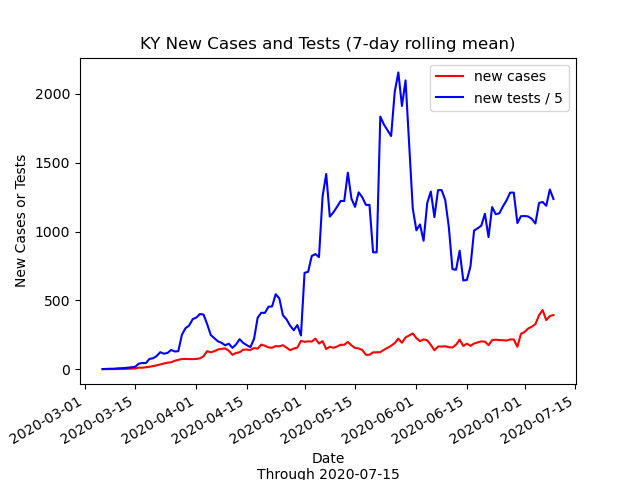 KY New Cases and Tests (7-day rolling mean)
new cases
new tests / 5
New Cases or Tests
2000
1500
1000
500
0
2020-03-01
2020-03-15
2020-04-01
2020-04-15
2020-05-01
2020-05-15
2020-06-01
2020-06-15
2020-07-01
2020-07-15
Date
Through 2020-07-15